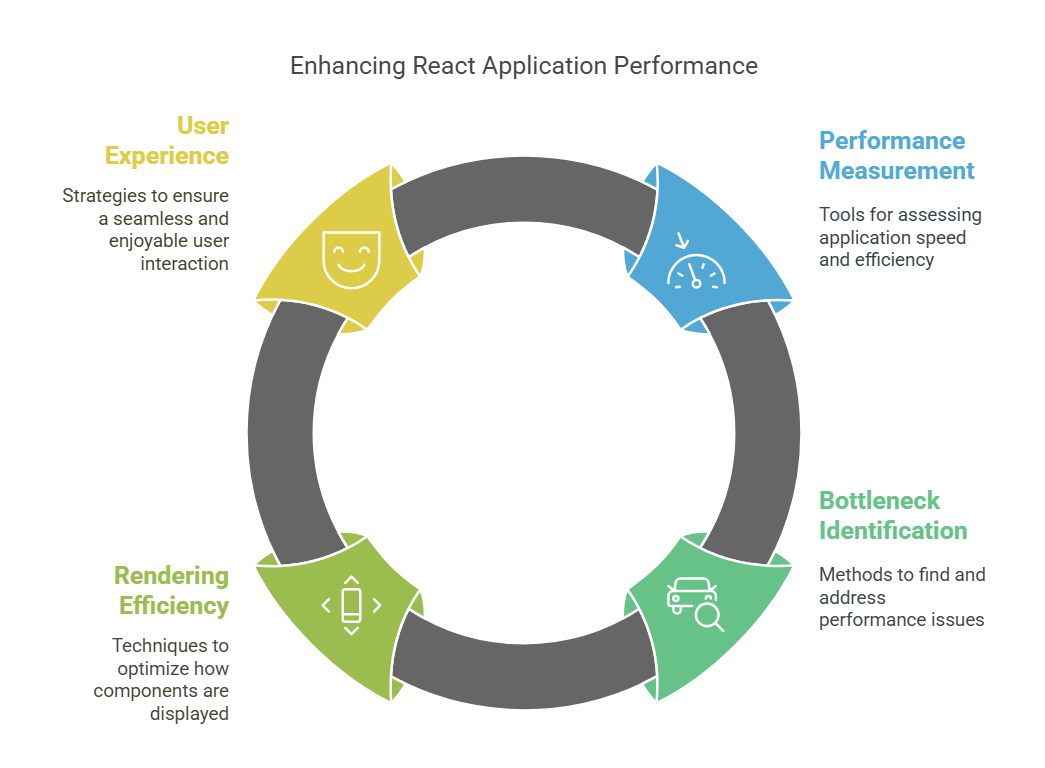 Enhancing React Application Performance
User
Experience
Strategies to ensure
a seamless and
enjoyable user
interaction
Performance
Measurement
Tools for assessing
application speed
and efficiency
Bottleneck
Identification
Methods to find and
address
performance issues
Rendering
Efficiency
Techniques to
optimize how
components are
displayed